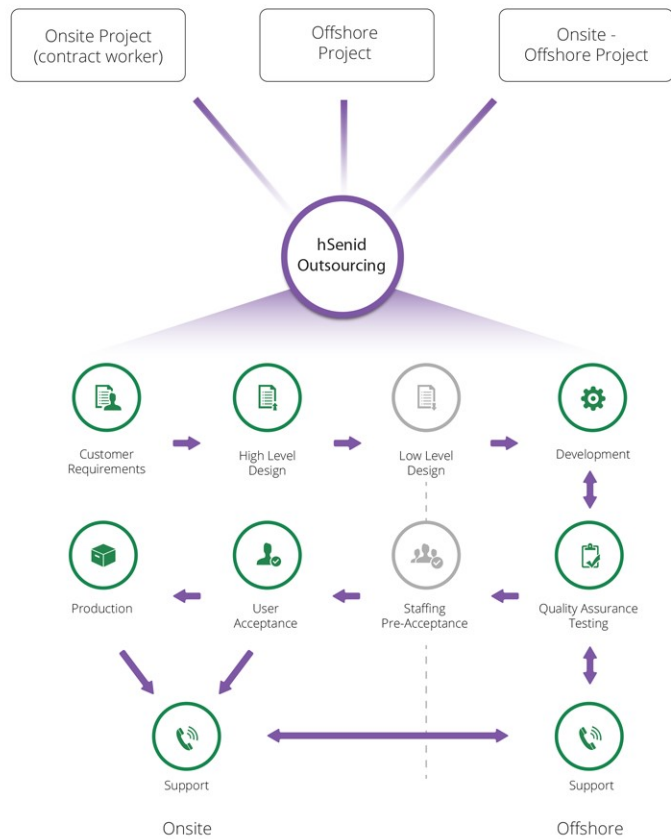 Onsite Project
(contract worker)
Offshore
Project
Onsite -
Offshore Project
hSenid
Outsourcing
Customer
Requirements
High Level
Design
Low Level
Design
Development
Production
User
Acceptance
Staffing
Pre-Acceptance
Quality Assurance
Testing
Support
Support
Onsite
Offshore